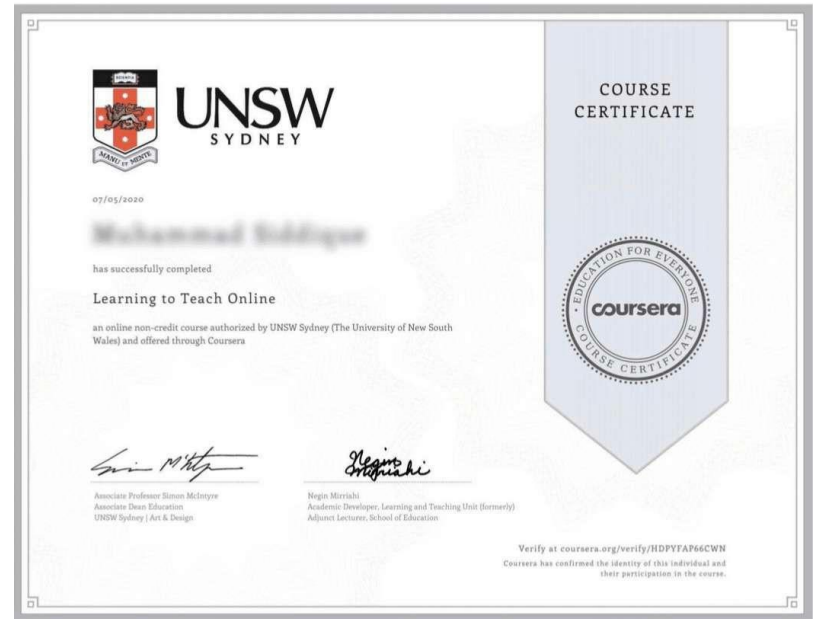 SCIENTIA
MANU ET MENTE
UNSW
SYDNEY
07/05/2020
has successfully completed
Learning to Teach Online
an online non-credit course authorized by UNSW Sydney (The University of New South
Wales) and offered through Coursera
Associate Professor Simon McIntyre
Associate Dean Education
UNSW Sydney | Art & Design
Negin Mirriahi
Negin Mirriahi
Academic Developer, Learning and Teaching Unit (formerly)
Adjunct Lecturer, School of Education
COURSE
CERTIFICATE
EDUCATION FOR EVERYONE
coursera
COURSE CERTIFICATE
Verify at coursera.org/verify/HDPYFAP66CWN
Coursera has confirmed the identity of this individual and
their participation in the course.